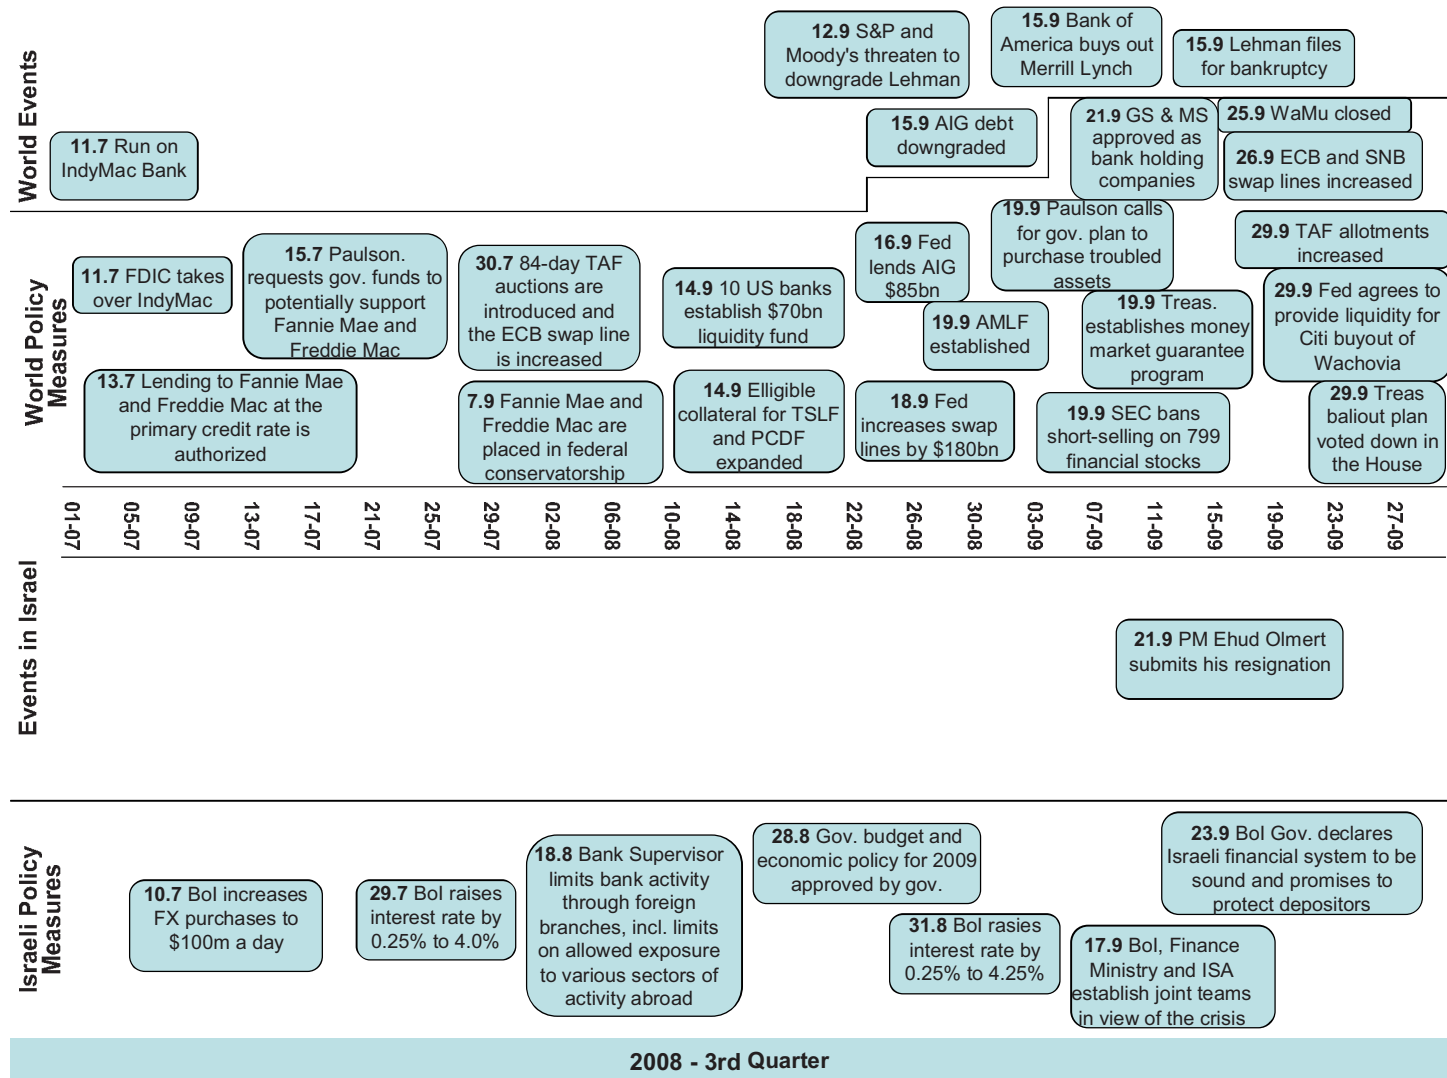 World Events
12.9 S&P and
Moody's threaten to
downgrade Lehman
15.9 Bank of
America buys out
Merrill Lynch
15.9 Lehman files
for bankruptcy
11.7 Run on
IndyMac Bank
15.9 AIG debt
downgraded
21.9 GS & MS
approved as
bank holding
companies
25.9 WaMu closed
26.9 ECB and SNB
swap lines increased
World Policy
Measures
11.7 FDIC takes
over IndyMac
15.7 Paulson.
requests gov. funds to
potentially support
Fannie Mae and
Freddie Mac
30.7 84-day TAF
auctions are
introduced and
the ECB swap line
is increased
14.9 10 US banks
establish $70bn
liquidity fund
16.9 Fed
lends AIG
$85bn
19.9 Paulson calls
for gov. plan to
purchase troubled
assets
29.9 TAF allotments
increased
19.9 AMLF
established
19.9 Treas.
establishes money
market guarantee
program
29.9 Fed agrees to
provide liquidity for
Citi buyout of
Wachovia
13.7 Lending to Fannie Mae
and Freddie Mac at the
primary credit rate is
authorized
7.9 Fannie Mae and
Freddie Mac are
placed in federal
conservatorship
14.9 Elligible
collateral for TSLF
and PCDF
expanded
18.9 Fed
increases swap
lines by $180bn
19.9 SEC bans
short-selling on 799
financial stocks
29.9 Treas
baliout plan
voted down in
the House
01-07
05-07
09-07
13-07
17-07
21-07
25-07
29-07
02-08
06-08
10-08
14-08
18-08
22-08
26-08
30-08
03-09
07-09
11-09
15-09
19-09
23-09
27-09
Events in Israel
21.9 PM Ehud Olmert
submits his resignation
Israeli Policy
Measures
10.7 BoI increases
FX purchases to
$100m a day
29.7 BoI raises
interest rate by
0.25% to 4.0%
18.8 Bank Supervisor
limits bank activity
through foreign
branches, incl. limits
on allowed exposure
to various sectors of
activity abroad
28.8 Gov. budget and
economic policy for 2009
approved by gov.
31.8 BoI rasies
interest rate by
0.25% to 4.25%
23.9 BoI Gov. declares
Israeli financial system to be
sound and promises to
protect depositors
17.9 BoI, Finance
Ministry and ISA
establish joint teams
in view of the crisis
2008 - 3rd Quarter